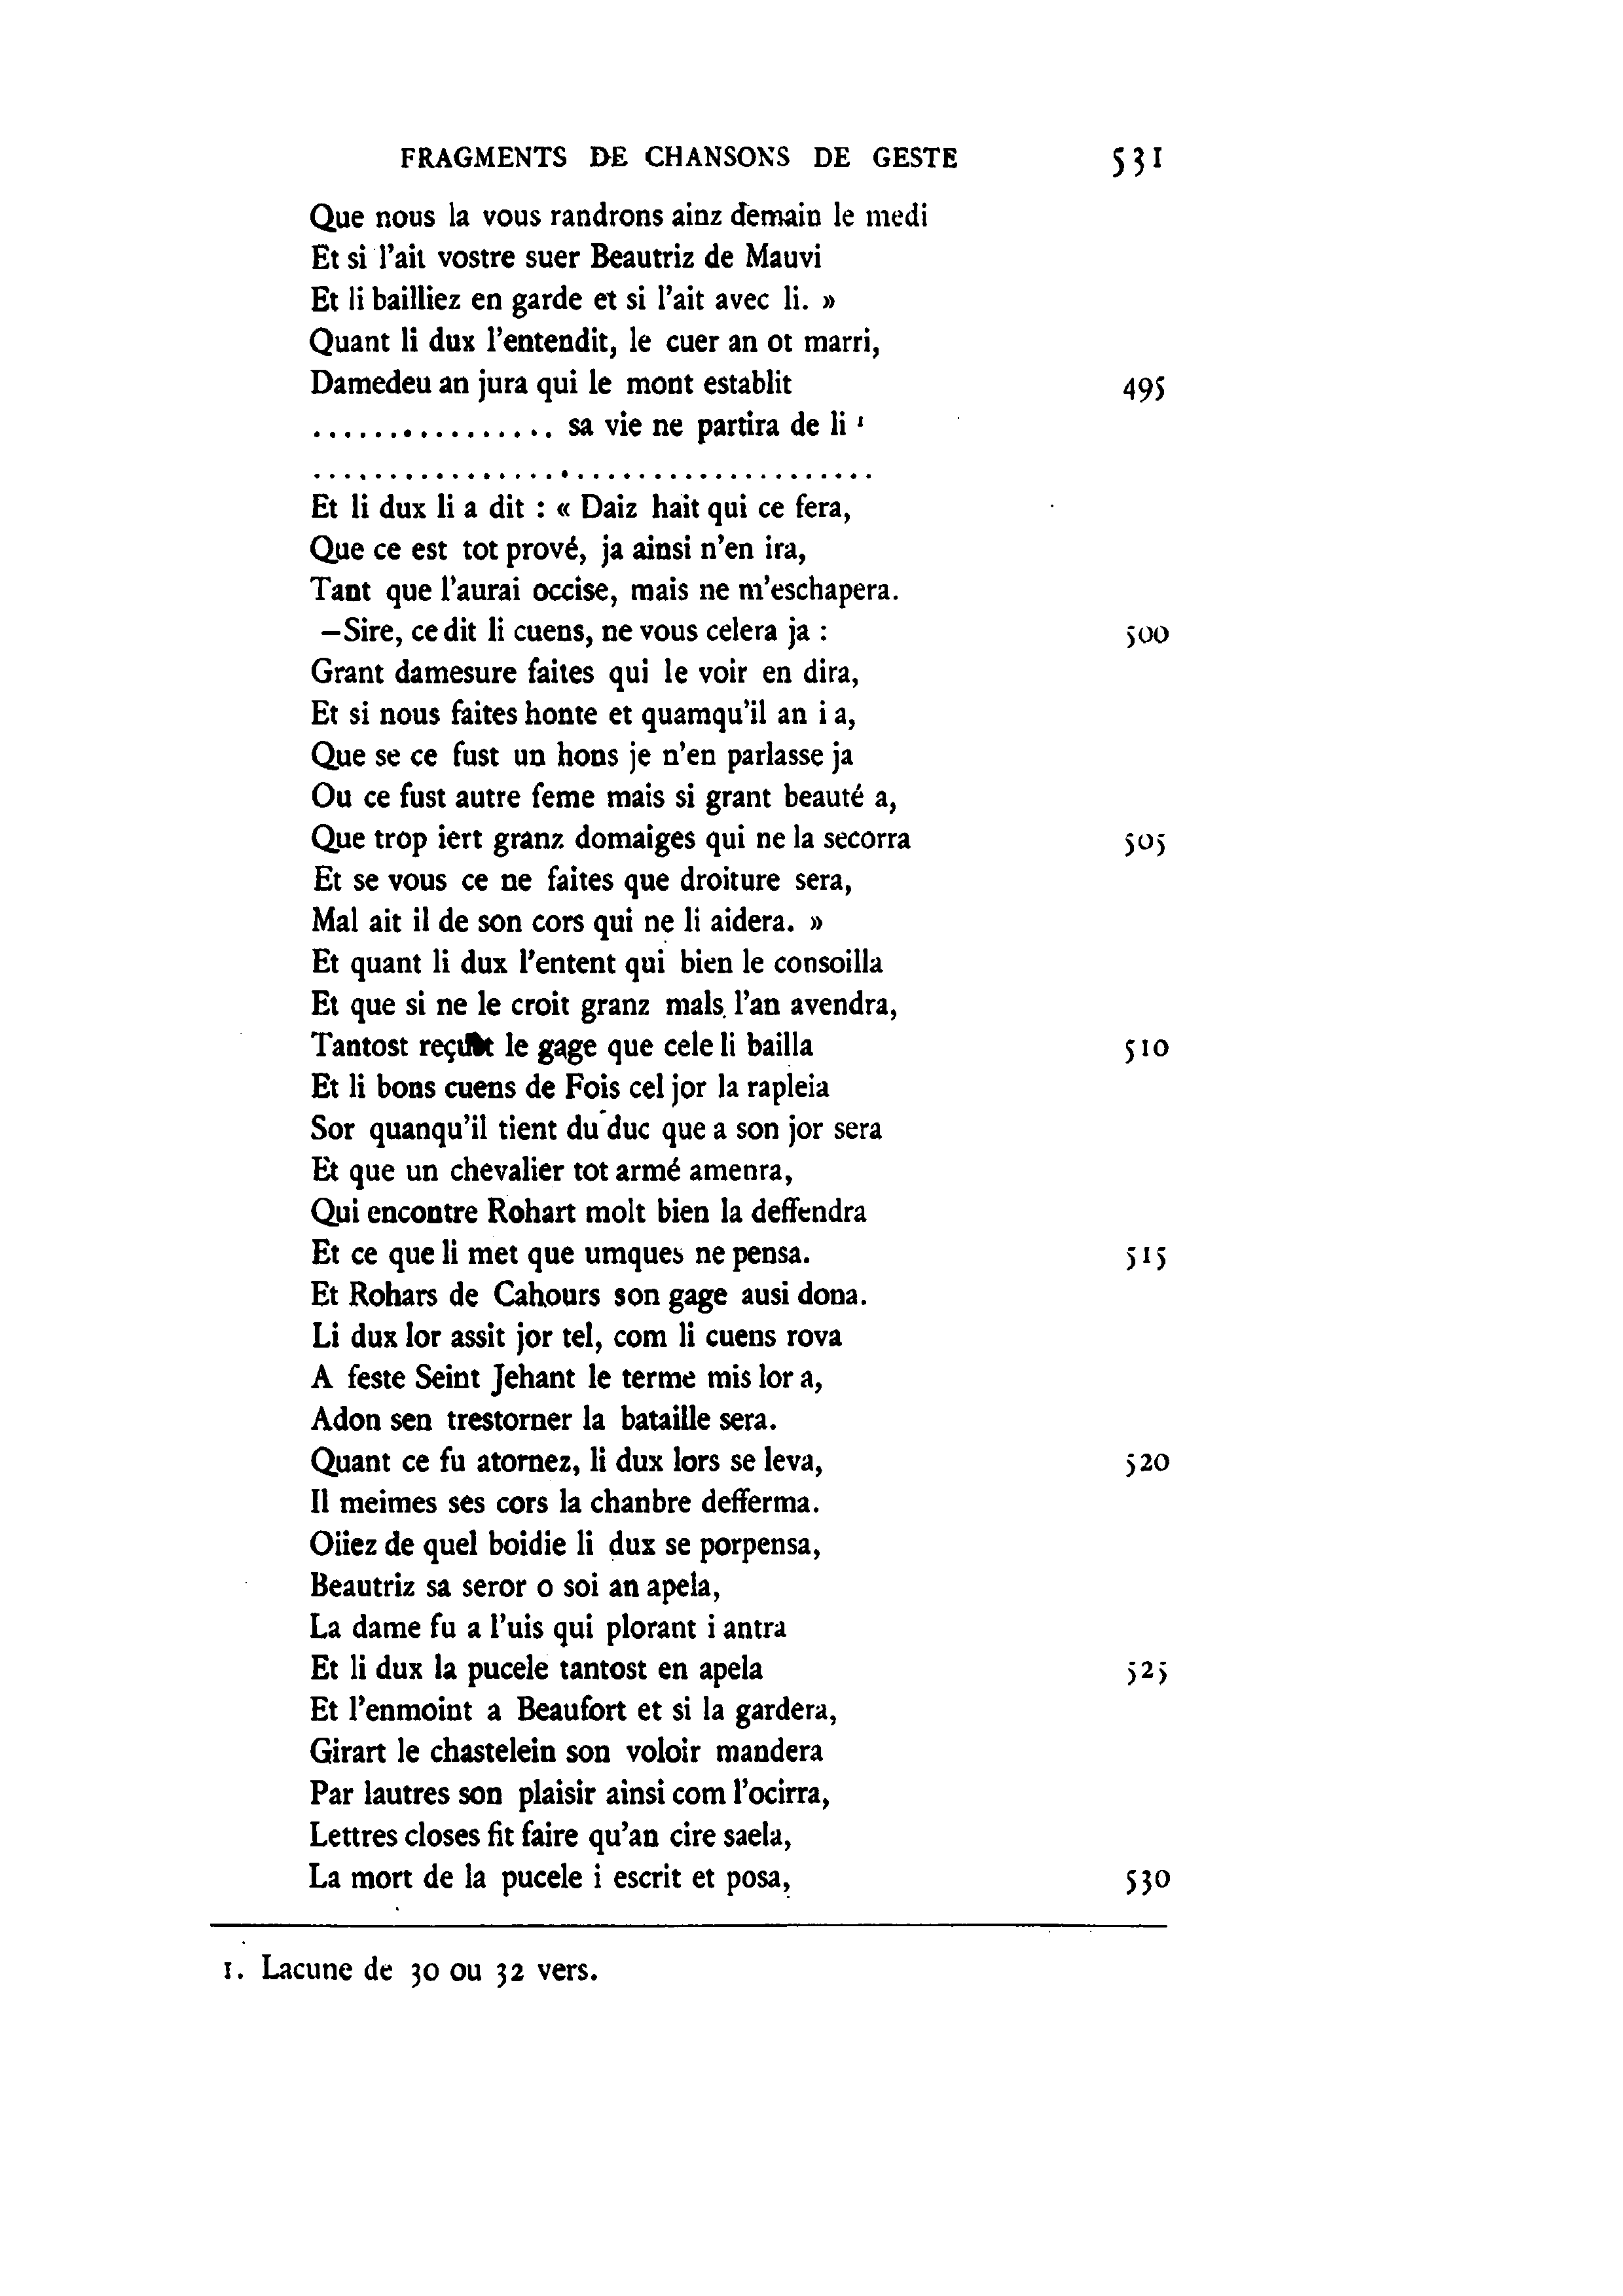 FRAGMENTS DE CHANSONS DE GESTE 531
Que nous la vous randrons ainz demain le medi
Et si l'ait vostre suer Beautriz de Mauvi
Et li bailliez en garde et si l'ait avec li. »
Quant li dux l'entendit, le cuer an ot marri,
Damedeu an jura qui le mont establit 495
................ sa vie ne partira de li ¹
.....................................
Et li dux li a dit : « Daiz hait qui ce fera,
Que ce est tot prové, ja ainsi n'en ira,
Tant que l'aurai occise, mais ne m'eschapera.
—Sire, ce dit li cuens, ne vous celera ja : 500
Grant damesure faites qui le voir en dira,
Et si nous faites honte et quamqu'il an i a,
Que se ce fust un hons je n'en parlasse ja
Ou ce fust autre feme mais si grant beauté a,
Que trop iert granz domaiges qui ne la secorra 505
Et se vous ce ne faites que droiture sera,
Mal ait il de son cors qui ne li aidera. »
Et quant li dux l'entent qui bien le consoilla
Et que si ne le croit granz mals l'an avendra,
Tantost le gage que cele li bailla 510
Et li bons cuens de Fois cel jor la rapleia
Sor quanqu'il tient du duc que a son jor sera
Et que un chevalier tot armé amenra,
Qui encontre Rohart molt bien la deffendra
Et ce que li met que umques ne pensa. 515
Et Rohars de Cahours son gage ausi dona.
Li dux lor assit jor tel, com li cuens rova
A feste Seint Jehant le terme mis lor a,
Adon sen trestorner la bataille sera.
Quant ce fu atornez, li dux lors se leva, 520
Il meimes ses cors la chanbre defferma.
Oiiez de quel boidie li dux se porpensa,
Beautriz sa seror o soi an apela,
La dame fu a l'uis qui plorant i antra
Et li dux la pucele tantost en apela 525
Et l'enmoint a Beaufort et si la gardera,
Girart le chastelein son voloir mandera
Par lautres son plaisir ainsi com l'ocirra,
Lettres closes fit faire qu'an cire saela,
La mort de la pucele i escrit et posa, 530
1. Lacune de 30 ou 32 vers.